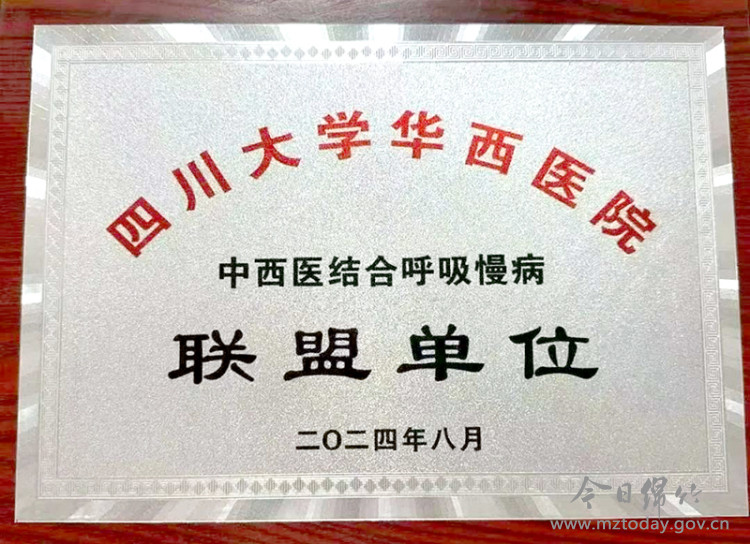 四川大学华西医院
中西医结合呼吸慢病
联盟单位
二〇二四年八月
今日绵竹
www.mztoday.gov.cn